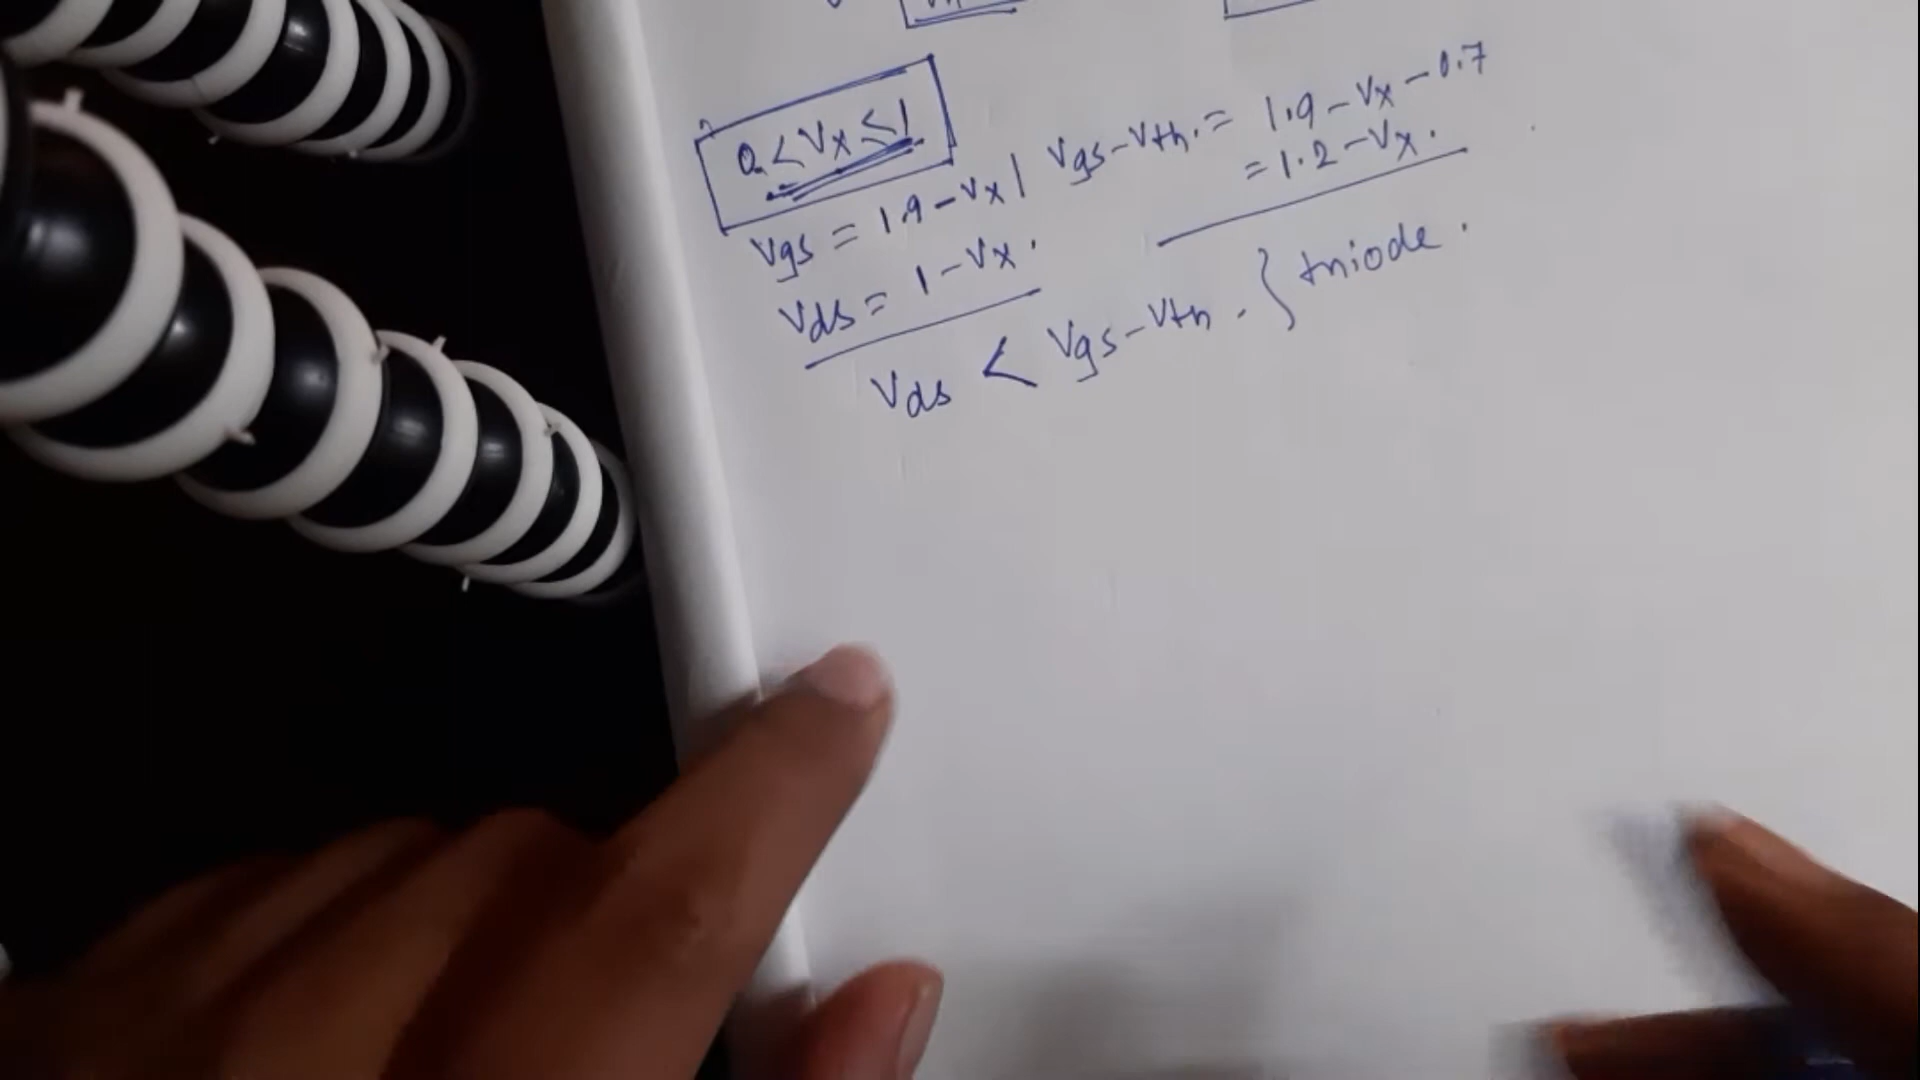 0 < Vx ≤ 1
Vgs = 1.9 - Vx | Vgs - Vth. = 1.9 - Vx - 0.7
= 1.2 - Vx.
Vds = 1 - Vx.
Vds < Vgs - Vth. } triode.